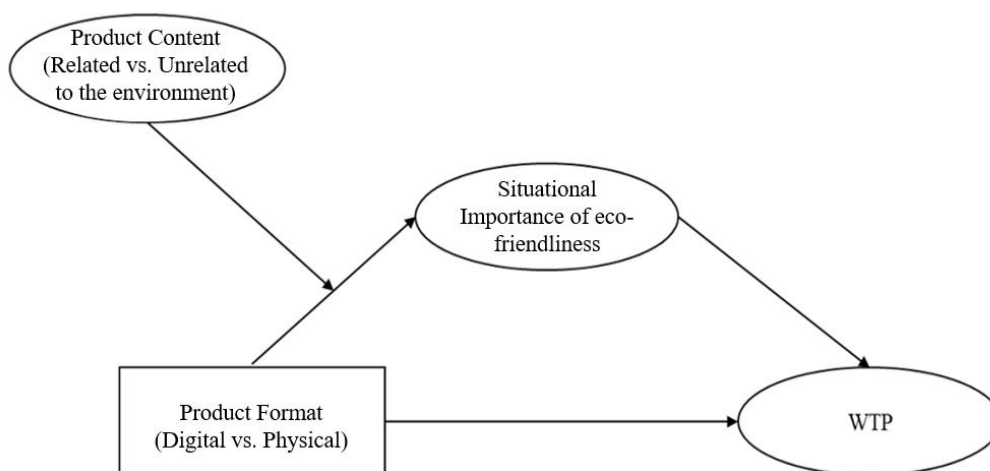 Product Content
(Related vs. Unrelated
to the environment)
Situational
Importance of eco-
friendliness
Product Format
(Digital vs. Physical)
WTP